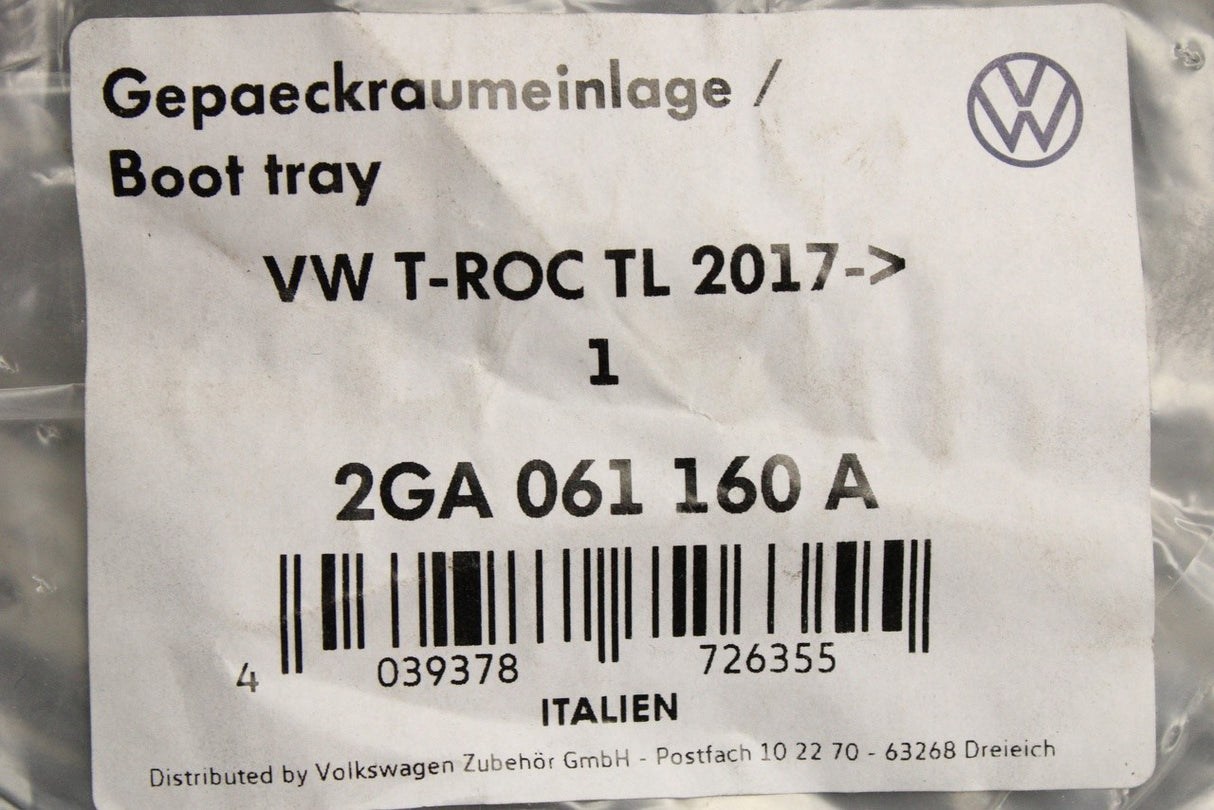 Gepaeckraumeinlage /
Boot tray
VW T-ROC TL 2017->
1
2GA 061 160 A
4 039378 726355
ITALIEN
Distributed by Volkswagen Zubehör GmbH - Postfach 10 22 70 - 63268 Dreieich